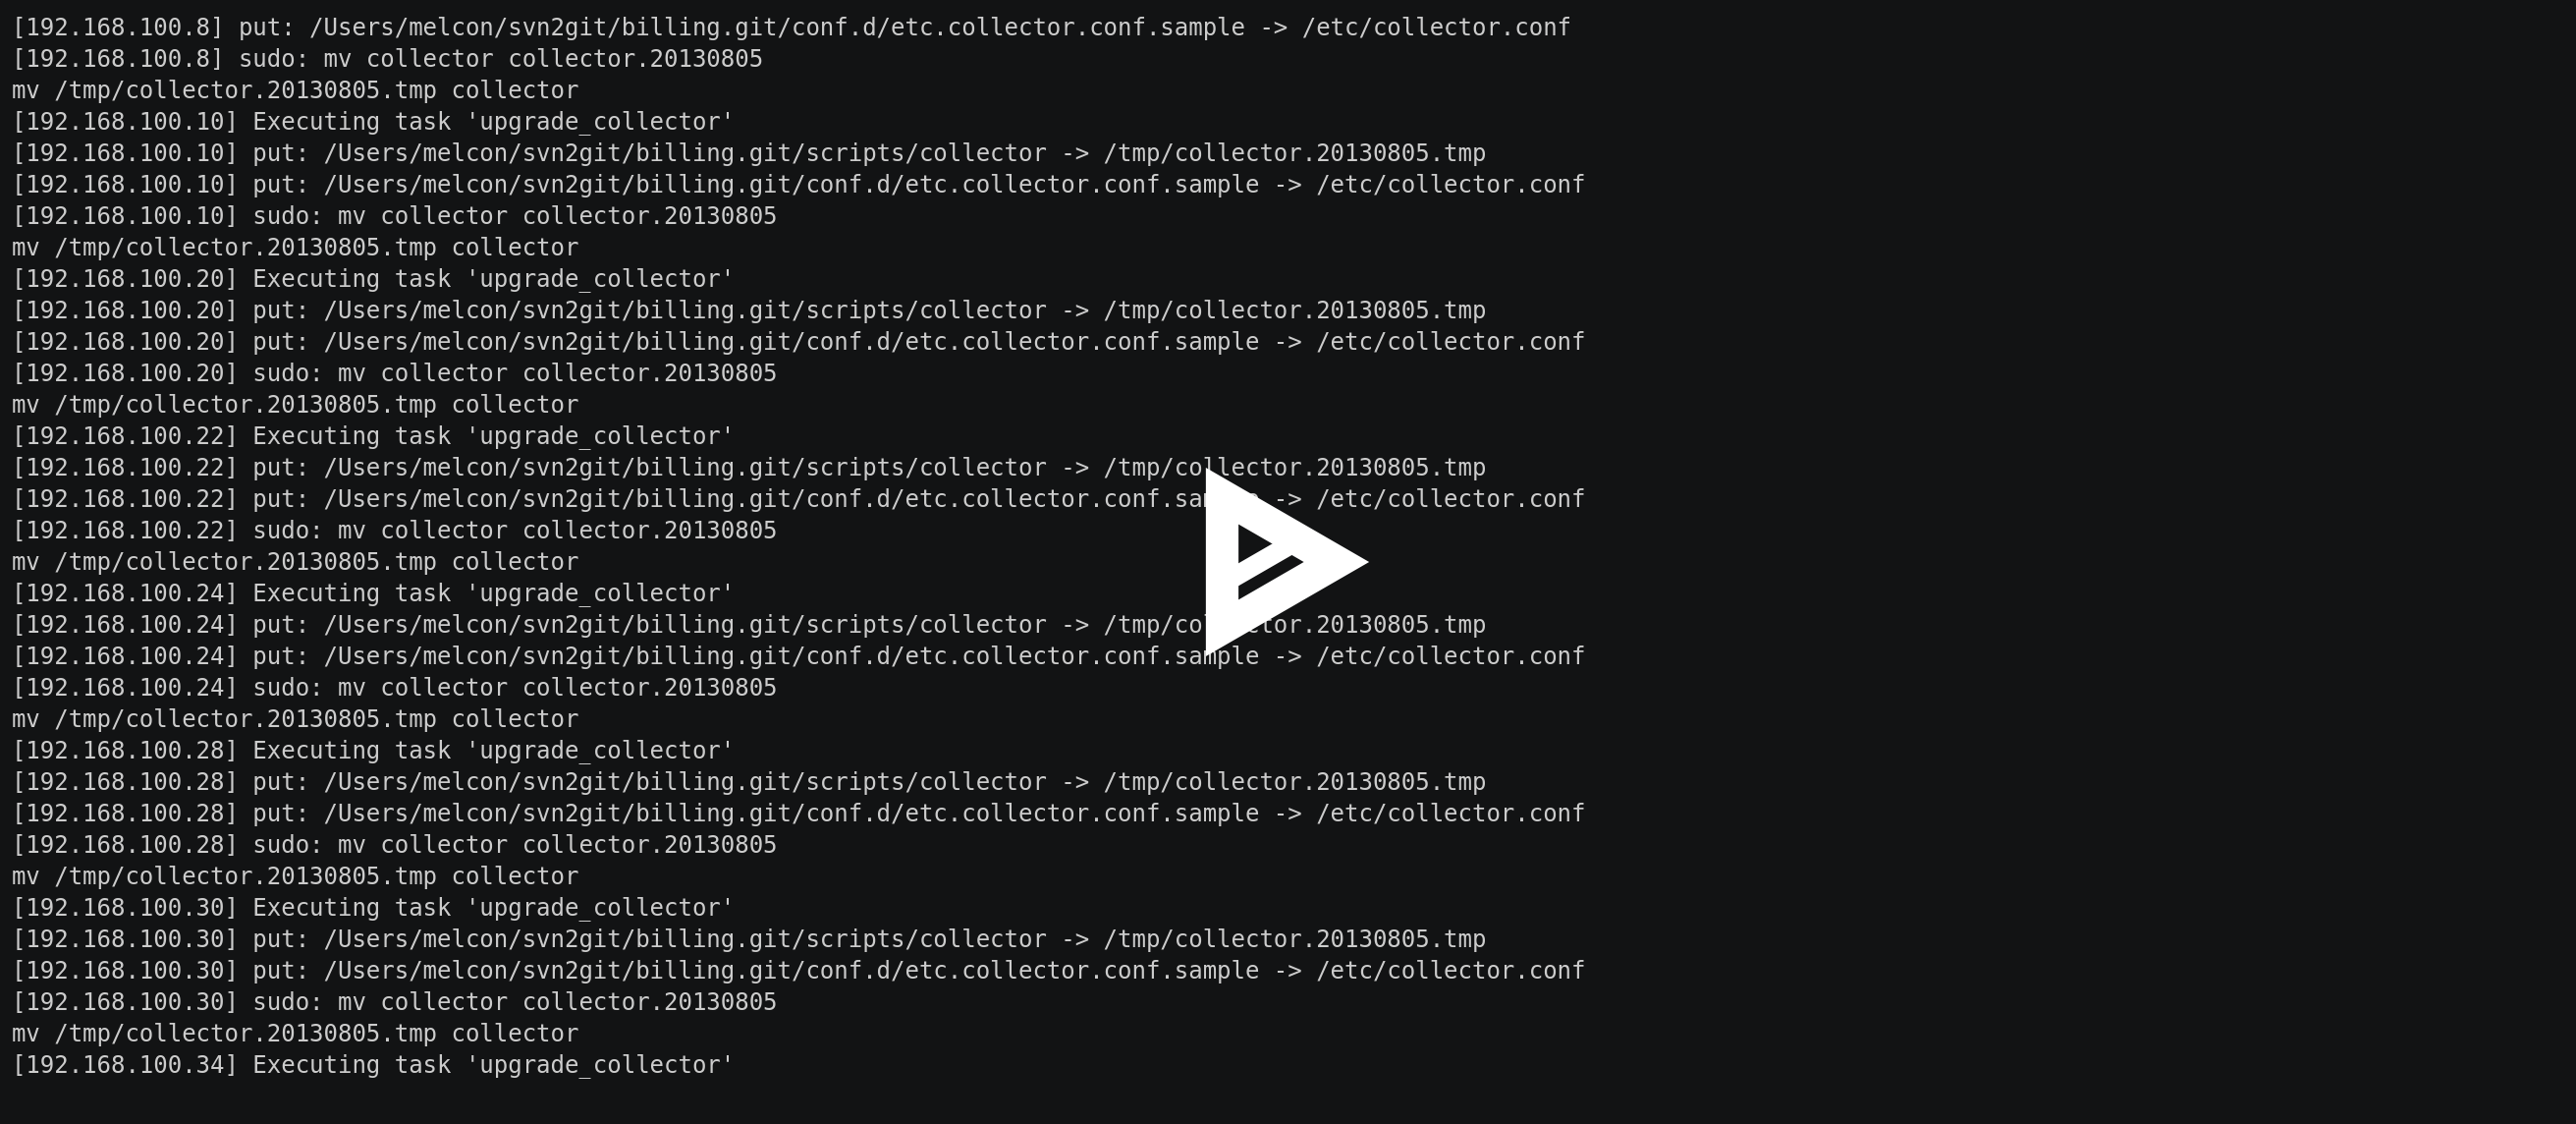 [192.168.100.8] put: /Users/melcon/svn2git/billing.git/conf.d/etc.collector.conf.sample -> /etc/collector.conf
[192.168.100.8] sudo: mv collector collector.20130805
mv /tmp/collector.20130805.tmp collector
[192.168.100.10] Executing task 'upgrade_collector'
[192.168.100.10] put: /Users/melcon/svn2git/billing.git/scripts/collector -> /tmp/collector.20130805.tmp
[192.168.100.10] put: /Users/melcon/svn2git/billing.git/conf.d/etc.collector.conf.sample -> /etc/collector.conf
[192.168.100.10] sudo: mv collector collector.20130805
mv /tmp/collector.20130805.tmp collector
[192.168.100.20] Executing task 'upgrade_collector'
[192.168.100.20] put: /Users/melcon/svn2git/billing.git/scripts/collector -> /tmp/collector.20130805.tmp
[192.168.100.20] put: /Users/melcon/svn2git/billing.git/conf.d/etc.collector.conf.sample -> /etc/collector.conf
[192.168.100.20] sudo: mv collector collector.20130805
mv /tmp/collector.20130805.tmp collector
[192.168.100.22] Executing task 'upgrade_collector'
[192.168.100.22] put: /Users/melcon/svn2git/billing.git/scripts/collector -> /tmp/collector.20130805.tmp
[192.168.100.22] put: /Users/melcon/svn2git/billing.git/conf.d/etc.collector.conf.sample -> /etc/collector.conf
[192.168.100.22] sudo: mv collector collector.20130805
mv /tmp/collector.20130805.tmp collector
[192.168.100.24] Executing task 'upgrade_collector'
[192.168.100.24] put: /Users/melcon/svn2git/billing.git/scripts/collector -> /tmp/collector.20130805.tmp
[192.168.100.24] put: /Users/melcon/svn2git/billing.git/conf.d/etc.collector.conf.sample -> /etc/collector.conf
[192.168.100.24] sudo: mv collector collector.20130805
mv /tmp/collector.20130805.tmp collector
[192.168.100.28] Executing task 'upgrade_collector'
[192.168.100.28] put: /Users/melcon/svn2git/billing.git/scripts/collector -> /tmp/collector.20130805.tmp
[192.168.100.28] put: /Users/melcon/svn2git/billing.git/conf.d/etc.collector.conf.sample -> /etc/collector.conf
[192.168.100.28] sudo: mv collector collector.20130805
mv /tmp/collector.20130805.tmp collector
[192.168.100.30] Executing task 'upgrade_collector'
[192.168.100.30] put: /Users/melcon/svn2git/billing.git/scripts/collector -> /tmp/collector.20130805.tmp
[192.168.100.30] put: /Users/melcon/svn2git/billing.git/conf.d/etc.collector.conf.sample -> /etc/collector.conf
[192.168.100.30] sudo: mv collector collector.20130805
mv /tmp/collector.20130805.tmp collector
[192.168.100.34] Executing task 'upgrade_collector'